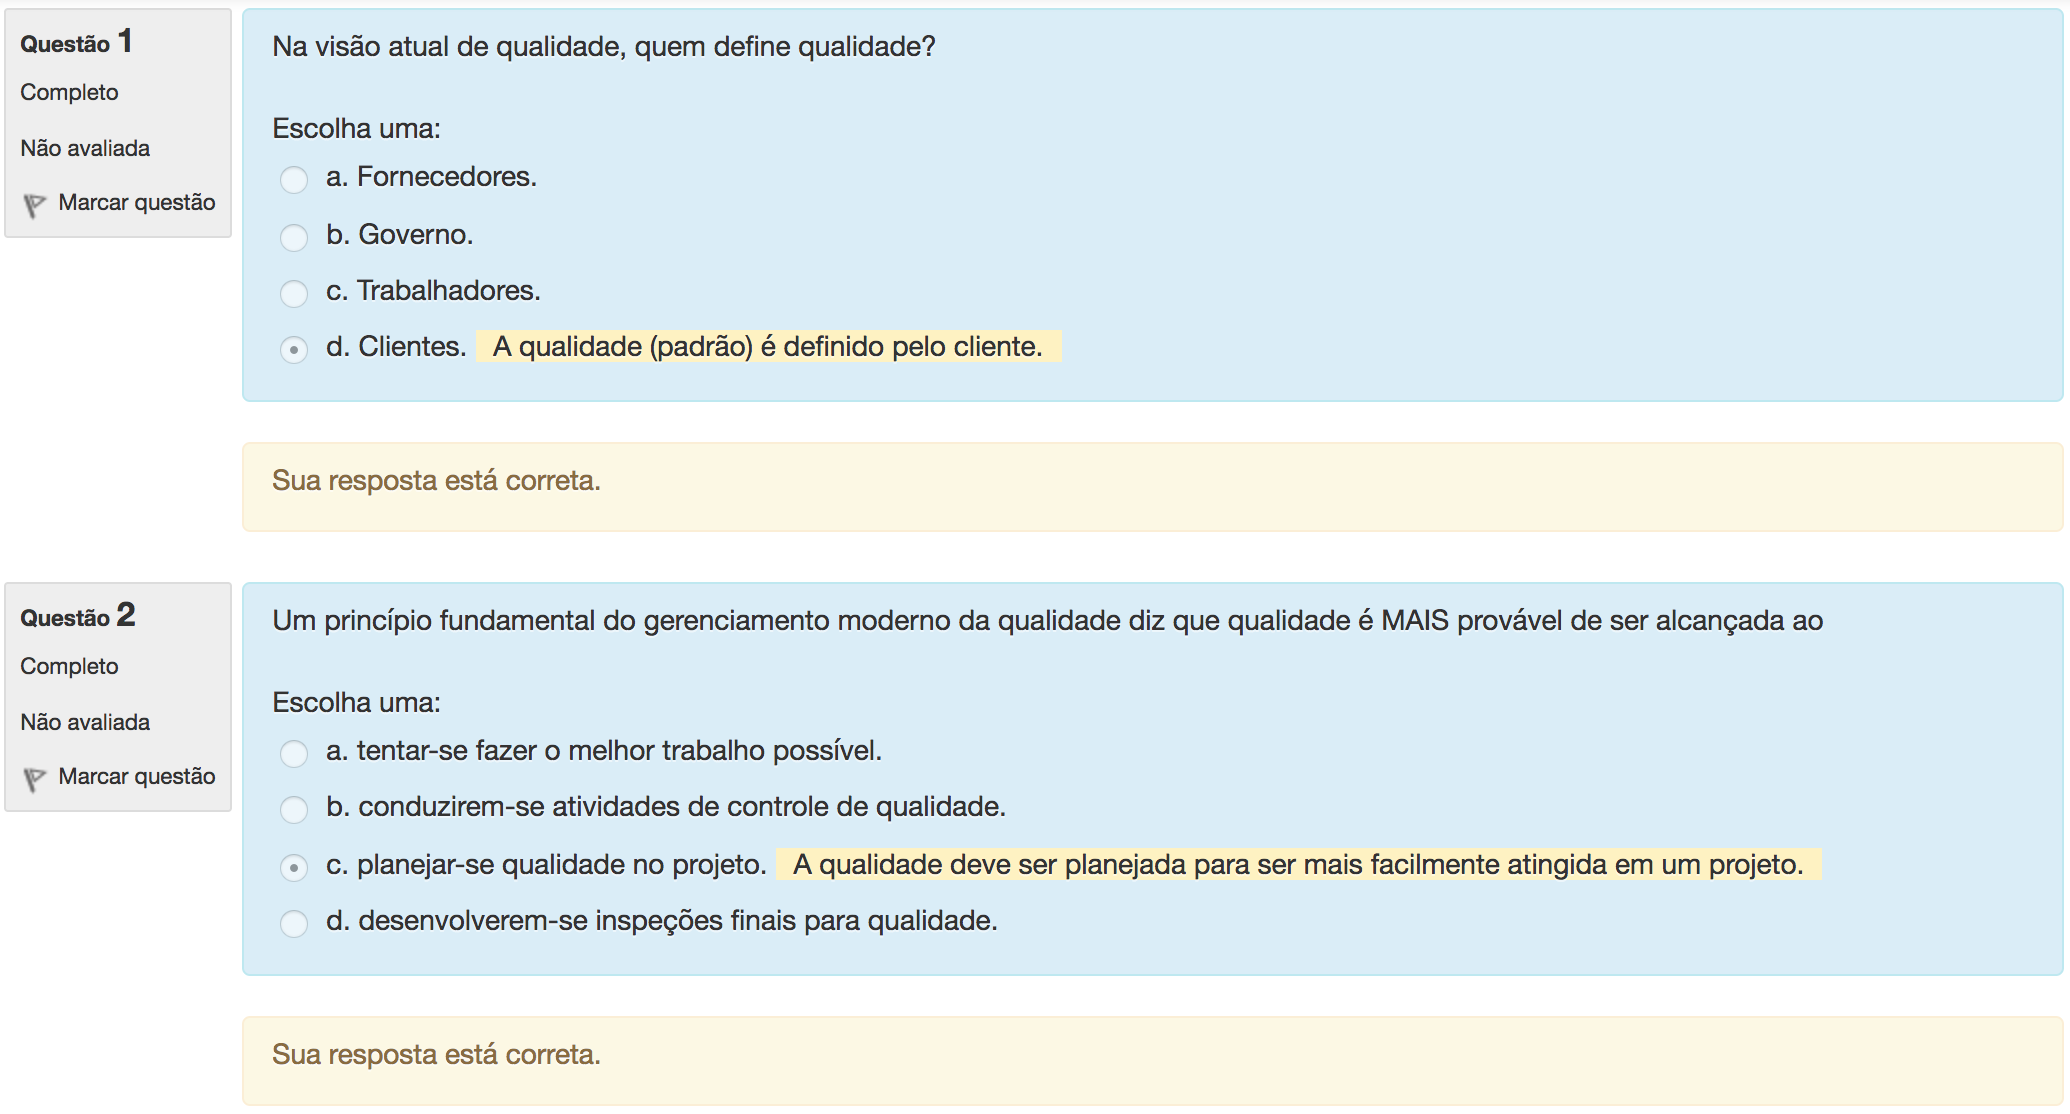 Questão 1
Completo
Não avaliada
Marcar questão
Na visão atual de qualidade, quem define qualidade?
Escolha uma:
a. Fornecedores.
b. Governo.
c. Trabalhadores.
d. Clientes. A qualidade (padrão) é definido pelo cliente.
Sua resposta está correta.
Questão 2
Completo
Não avaliada
Marcar questão
Um princípio fundamental do gerenciamento moderno da qualidade diz que qualidade é MAIS provável de ser alcançada ao
Escolha uma:
a. tentar-se fazer o melhor trabalho possível.
b. conduzirem-se atividades de controle de qualidade.
c. planejar-se qualidade no projeto. A qualidade deve ser planejada para ser mais facilmente atingida em um projeto.
d. desenvolverem-se inspeções finais para qualidade.
Sua resposta está correta.